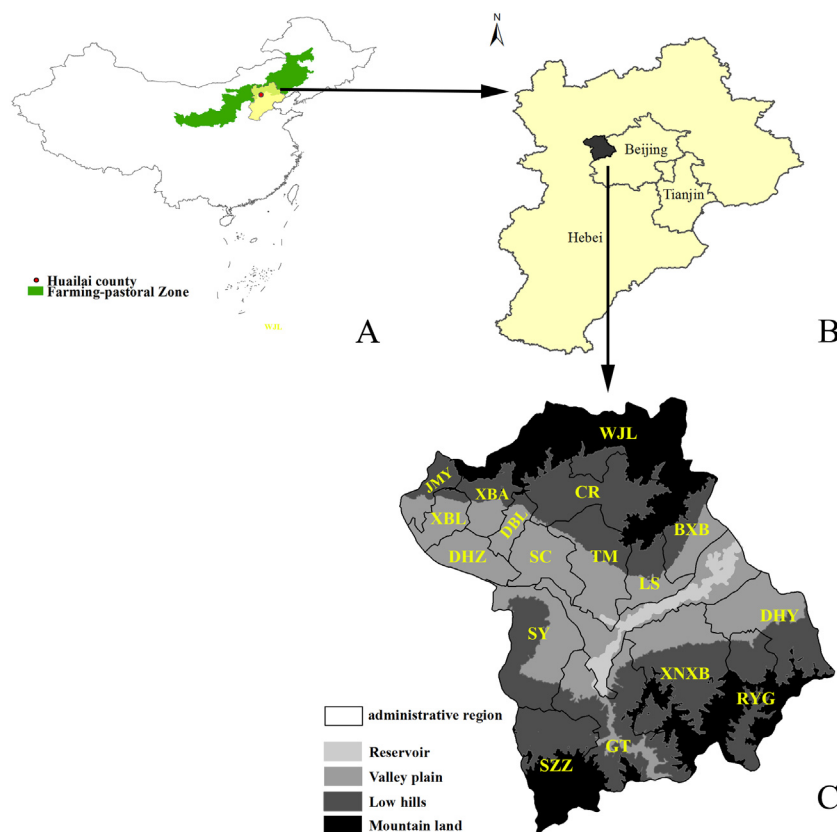 N
Beijing
Tianjin
Hebei
Huailai county
Farming-pastoral Zone
WJL
A
B
WJL
JMY
XBA
CR
XBL
DBL
BXB
DHZ
SC
TM
LS
DHY
SY
XNXB
RYG
GT
SZZ
administrative region
Reservoir
Valley plain
Low hills
Mountain land
C